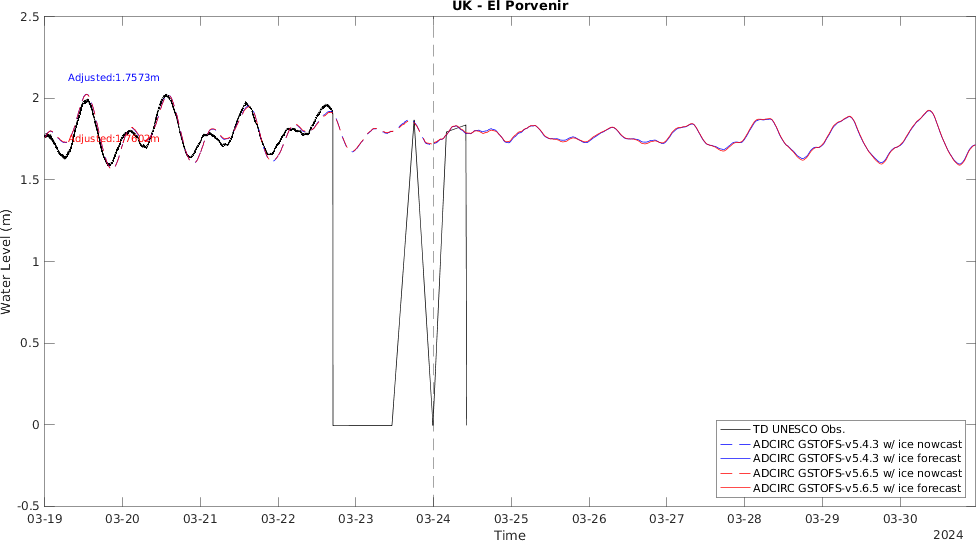 UK - El Porvenir
2.5
2
1.5
1
0.5
0
-0.5
Water Level (m)
Adjusted:1.7573m
Adjusted:1.7602m
TD UNESCO Obs.
ADCIRC GSTOFS-v5.4.3 w/ ice nowcast
ADCIRC GSTOFS-v5.4.3 w/ ice forecast
ADCIRC GSTOFS-v5.6.5 w/ ice nowcast
ADCIRC GSTOFS-v5.6.5 w/ ice forecast
03-19 03-20 03-21 03-22 03-23 03-24 03-25 03-26 03-27 03-28 03-29 03-30
Time
2024